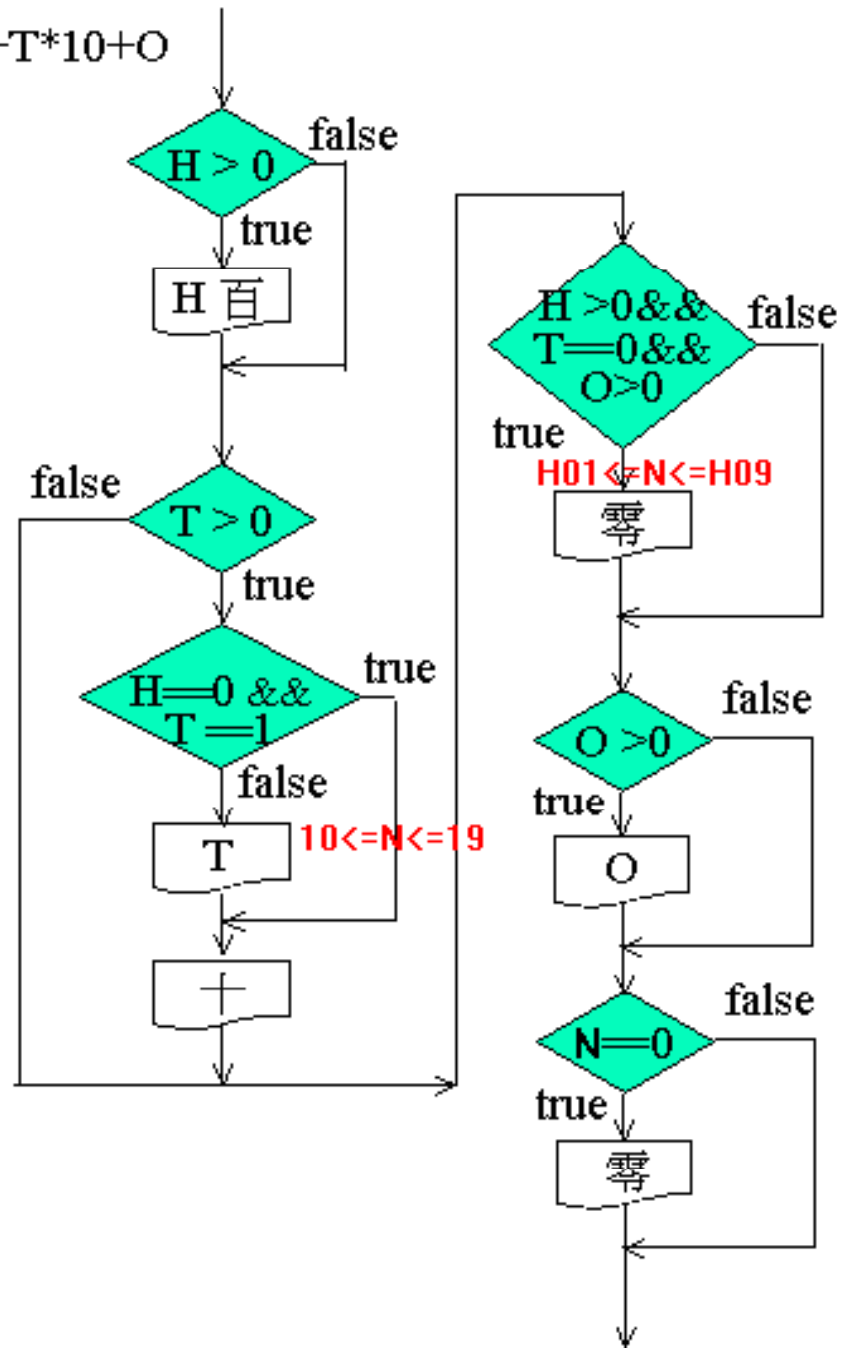 -T*10+O
H > 0
false
true
H 百
T > 0
false
true
H==0 &&
T ==1
true
false
T
10<=N<=19
十
H >0&&
T==0&&
O>0
false
true
H01<=N<=H09
零
O >0
false
true
O
N==0
false
true
零